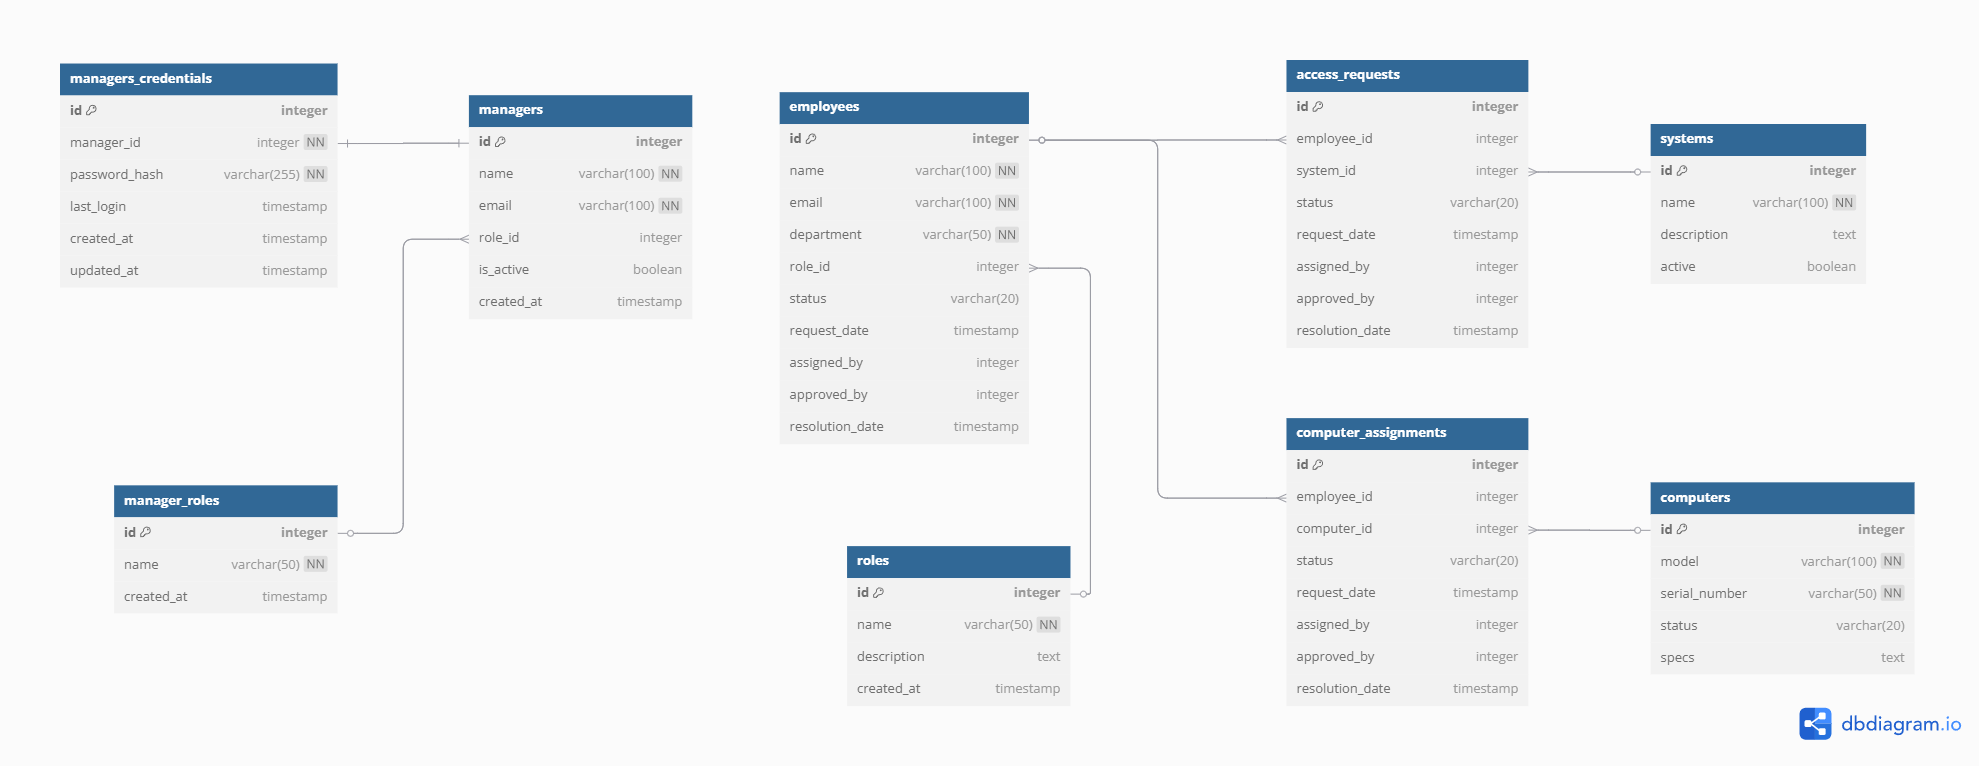 managers_credentials
id integer
manager_id integer NN
password_hash varchar(255) NN
last_login timestamp
created_at timestamp
updated_at timestamp
managers
id integer
name varchar(100) NN
email varchar(100) NN
role_id integer
is_active boolean
created_at timestamp
manager_roles
id integer
name varchar(50) NN
created_at timestamp
employees
id integer
name varchar(100) NN
email varchar(100) NN
department varchar(50) NN
role_id integer
status varchar(20)
request_date timestamp
assigned_by integer
approved_by integer
resolution_date timestamp
roles
id integer
name varchar(50) NN
description text
created_at timestamp
access_requests
id integer
employee_id integer
system_id integer
status varchar(20)
request_date timestamp
assigned_by integer
approved_by integer
resolution_date timestamp
systems
id integer
name varchar(100) NN
description text
active boolean
computer_assignments
id integer
employee_id integer
computer_id integer
status varchar(20)
request_date timestamp
assigned_by integer
approved_by integer
resolution_date timestamp
computers
id integer
model varchar(100) NN
serial_number varchar(50) NN
status varchar(20)
specs text
dbdiagram.io